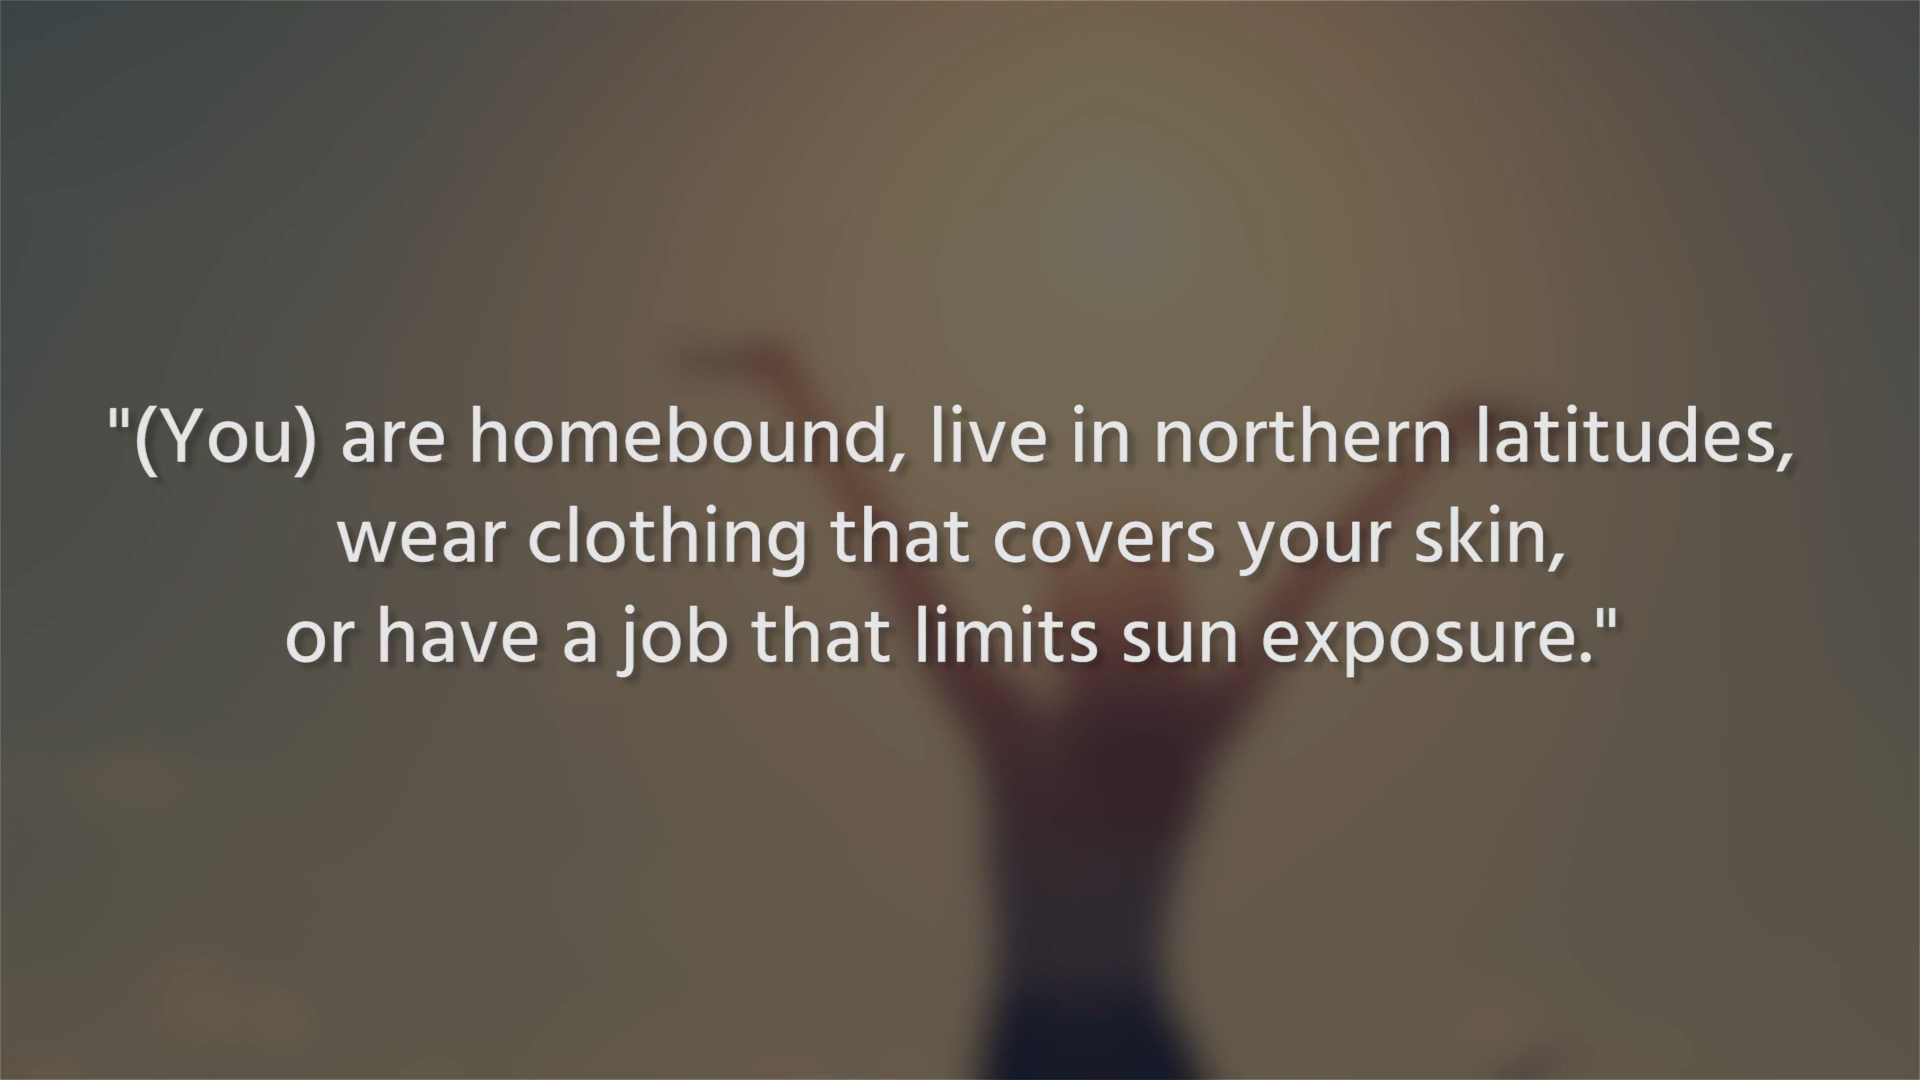 "(You) are homebound, live in northern latitudes,
wear clothing that covers your skin,
or have a job that limits sun exposure."